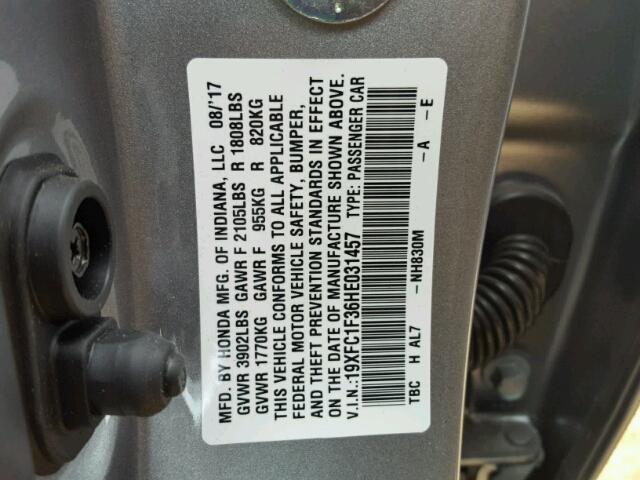 MFD. BY HONDA MFG. OF INDIANA, LLC 08/'17
GVWR 3902LBS GAWR F 2105LBS R 1808LBS
GVWR 1770KG GAWR F 955KG R 820KG
THIS VEHICLE CONFORMS TO ALL APPLICABLE
FEDERAL MOTOR VEHICLE SAFETY, BUMPER,
AND THEFT PREVENTION STANDARDS IN EFFECT
ON THE DATE OF MANUFACTURE SHOWN ABOVE.
V.I.N.:19XFC1F36HE031457 TYPE: PASSENGER CAR
TBC H AL7 -NH830M -A -E